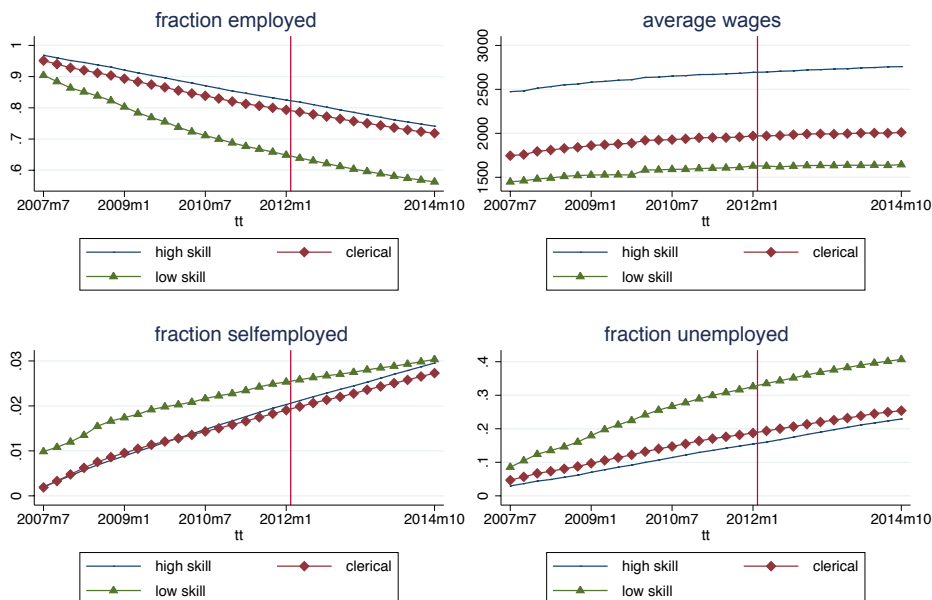 fraction employed
1
.9
.8
.7
.6
2007m7 2009m1 2010m7 2012m1 2014m10
tt
high skill clerical
low skill
average wages
3000
2500
2000
1500
2007m7 2009m1 2010m7 2012m1 2014m10
tt
high skill clerical
low skill
fraction selfemployed
.03
.02
.01
0
2007m7 2009m1 2010m7 2012m1 2014m10
tt
high skill clerical
low skill
fraction unemployed
.4
.3
.2
.1
0
2007m7 2009m1 2010m7 2012m1 2014m10
tt
high skill clerical
low skill